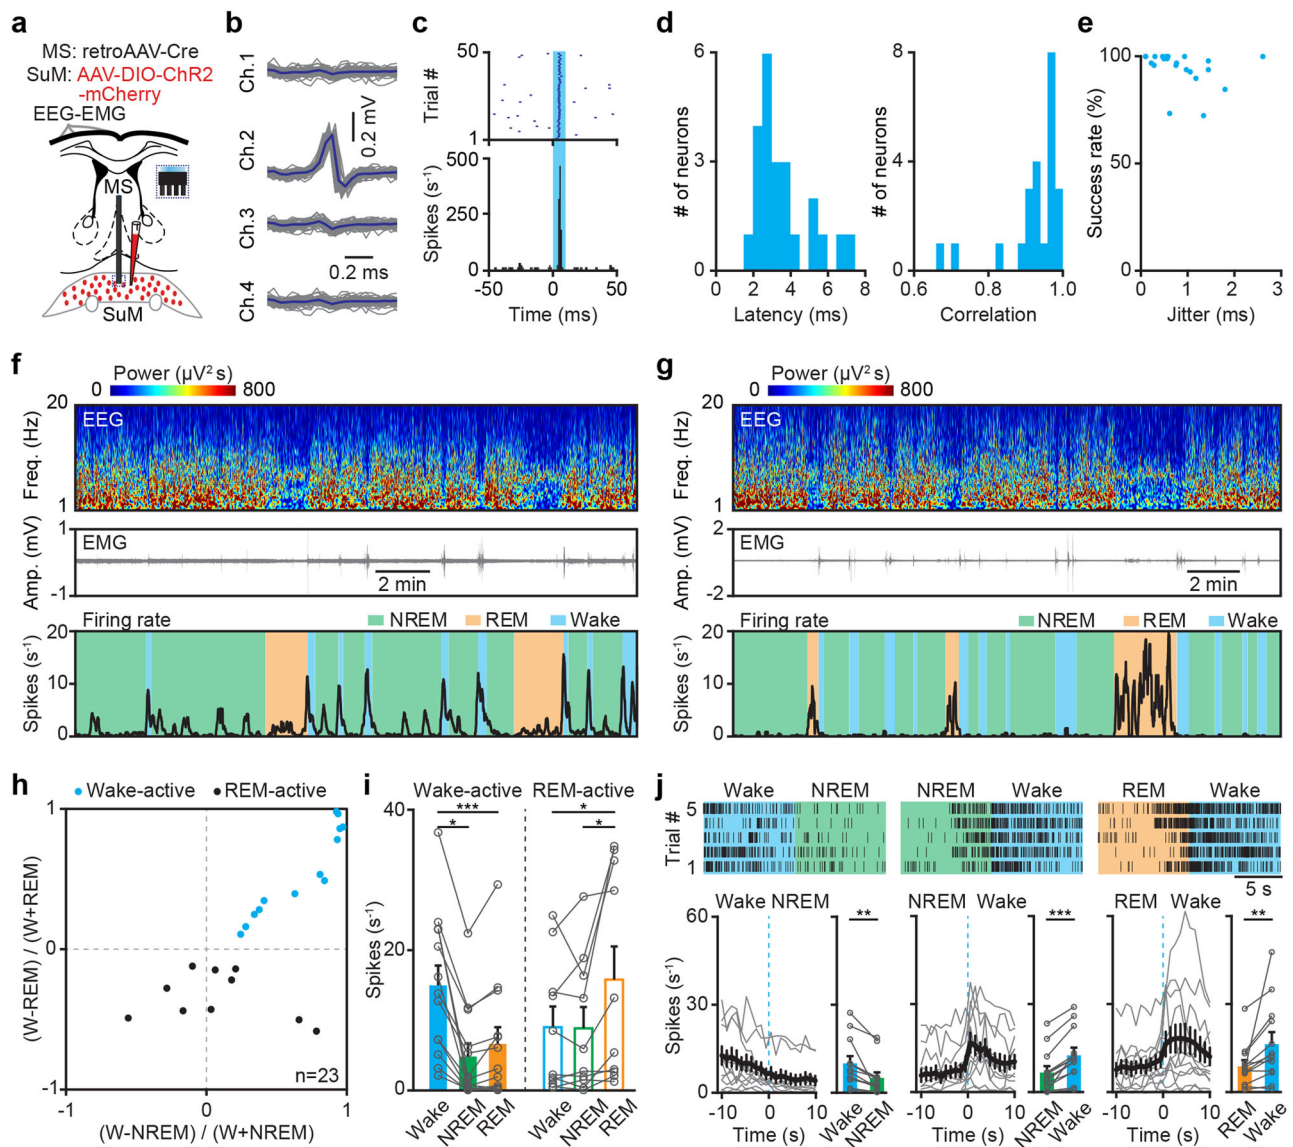 a
MS: retroAAV-Cre
SuM: AAV-DIO-ChR2
-mCherry
EEG-EMG
MS
SuM
b
Ch.1
Ch.2
Ch.3
Ch.4
0.2 mV
0.2 ms
c
50
Trial #
1
500
250
0
Spikes (s⁻¹)
-50 0 50
Time (ms)
d
6
3
0
# of neurons
0 2 4 6 8
Latency (ms)
8
4
0
# of neurons
0.6 0.8 1.0
Correlation
e
100
50
0
Success rate (%)
0 1 2 3
Jitter (ms)
f
Power (µV² s)
0 800
20
EEG
Freq. (Hz)
1
1
EMG
Amp. (mV)
-1
2 min
Firing rate NREM REM Wake
20
10
0
Spikes (s⁻¹)
g
Power (µV² s)
0 800
20
EEG
Freq. (Hz)
1
2
EMG
Amp. (mV)
-2
2 min
Firing rate NREM REM Wake
20
10
0
Spikes (s⁻¹)
h
Wake-active REM-active
1
0
-1
(W-REM) / (W+REM)
n=23
-1 0 1
(W-NREM) / (W+NREM)
i
Wake-active REM-active
40
20
0
Spikes (s⁻¹)
*** *
* *
Wake NREM REM Wake NREM REM
j
Wake NREM NREM Wake REM Wake
5
Trial #
1
5 s
Wake NREM NREM Wake REM Wake
** *** **
60
30
0
Spikes (s⁻¹)
-10 0 10 Wake NREM -10 0 10 NREM Wake -10 0 10 REM Wake
Time (s) Time (s) Time (s)